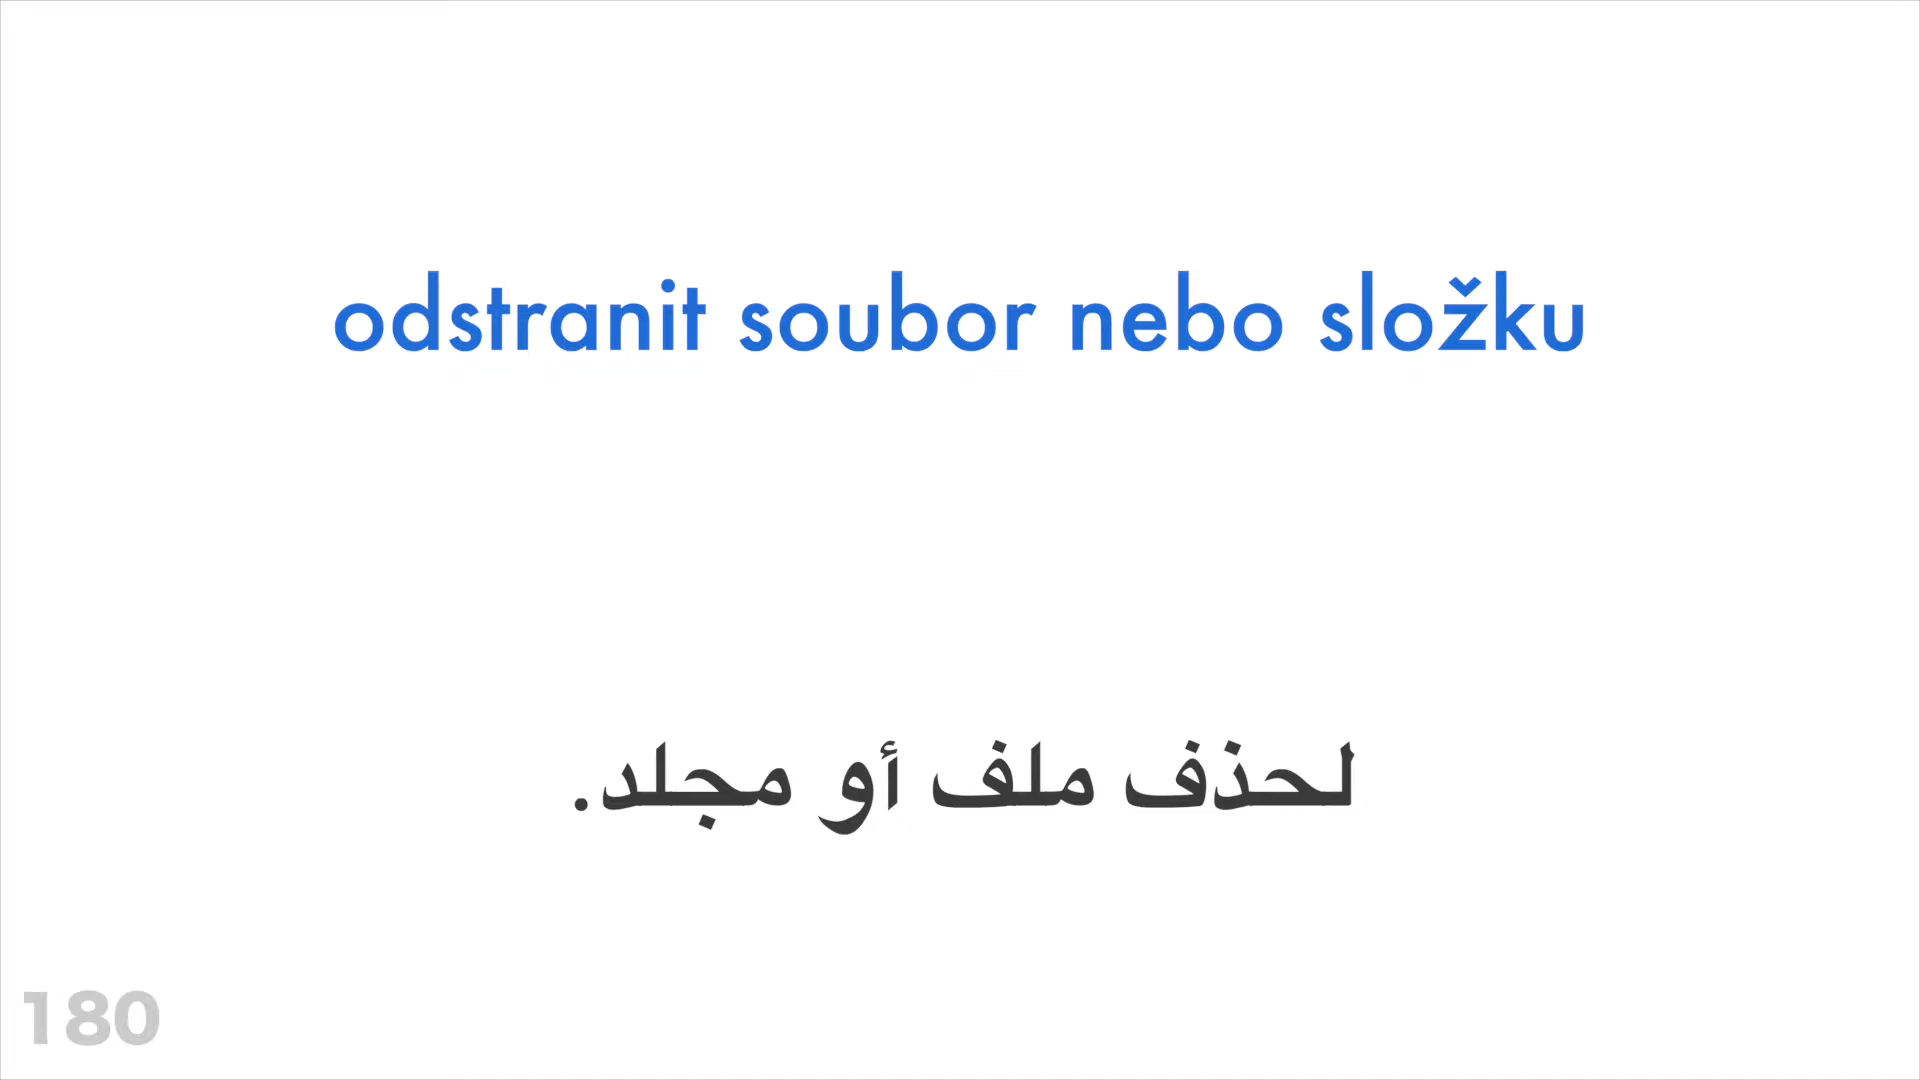 odstranit soubor nebo složku
لحذف ملف أو مجلد.
180